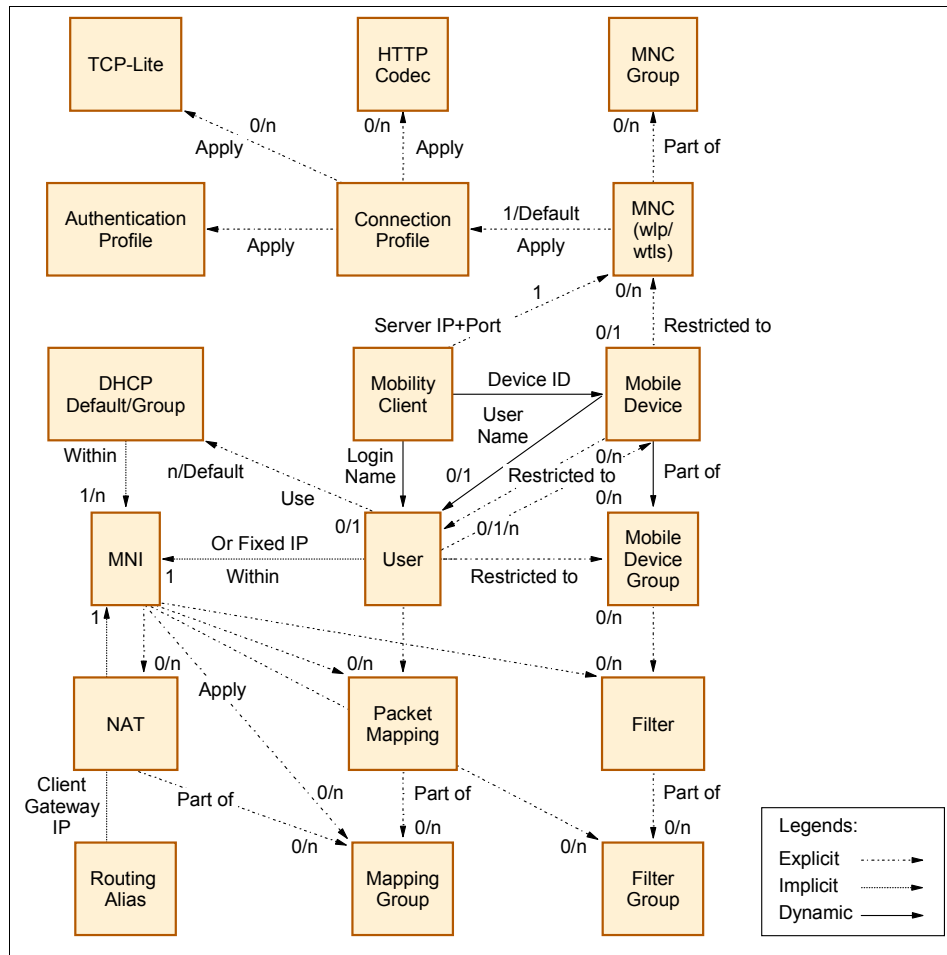 TCP-Lite
HTTP
Codec
MNC
Group
0/n
0/n
0/n
Apply
Apply
Part of
Authentication
Profile
Connection
Profile
MNC
(wlp/
wtls)
1/Default
Apply
Apply
1
0/n
Server IP+Port
0/1
Restricted to
DHCP
Default/Group
Mobility
Client
Mobile
Device
Device ID
User
Name
Within
n/Default
Login
Name
0/n
Restricted to
Part of
0/1
1/n
Use
0/n
0/1
0/1/n
MNI
Or Fixed IP
1
Within
User
Restricted to
Mobile
Device
Group
1
0/n
0/n
0/n
0/n
Apply
NAT
Packet
Mapping
Filter
Client
Gateway
IP
Part of
0/n
Part of
Part of
0/n
0/n
0/n
0/n
Routing
Alias
Mapping
Group
Filter
Group
Legends:
Explicit
Implicit
Dynamic